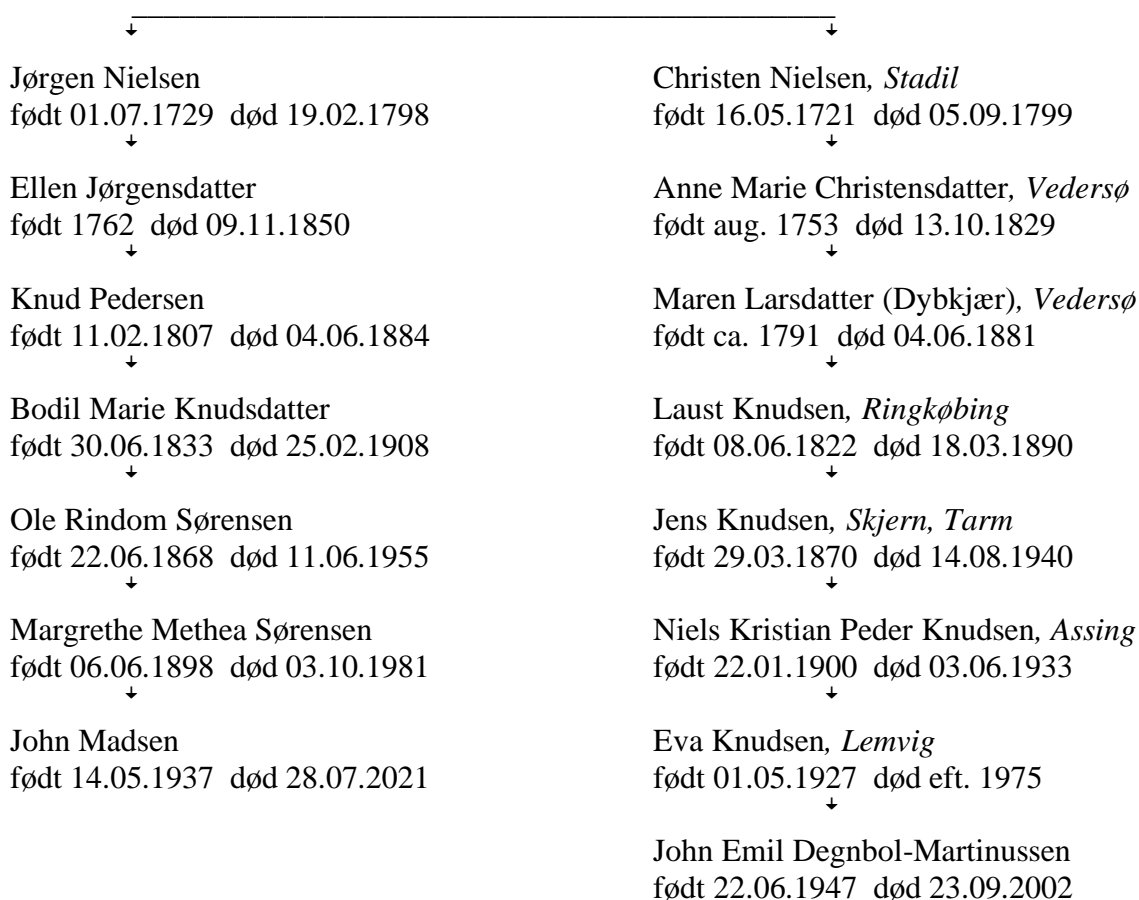 Jørgen Nielsen
født 01.07.1729 død 19.02.1798
Ellen Jørgensdatter
født 1762 død 09.11.1850
Knud Pedersen
født 11.02.1807 død 04.06.1884
Bodil Marie Knudsdatter
født 30.06.1833 død 25.02.1908
Ole Rindom Sørensen
født 22.06.1868 død 11.06.1955
Margrethe Methea Sørensen
født 06.06.1898 død 03.10.1981
John Madsen
født 14.05.1937 død 28.07.2021
Christen Nielsen, Stadil
født 16.05.1721 død 05.09.1799
Anne Marie Christensdatter, Vedersø
født aug. 1753 død 13.10.1829
Maren Larsdatter (Dybkjær), Vedersø
født ca. 1791 død 04.06.1881
Laust Knudsen, Ringkøbing
født 08.06.1822 død 18.03.1890
Jens Knudsen, Skjern, Tarm
født 29.03.1870 død 14.08.1940
Niels Kristian Peder Knudsen, Assing
født 22.01.1900 død 03.06.1933
Eva Knudsen, Lemvig
født 01.05.1927 død eft. 1975
John Emil Degnbol-Martinussen
født 22.06.1947 død 23.09.2002